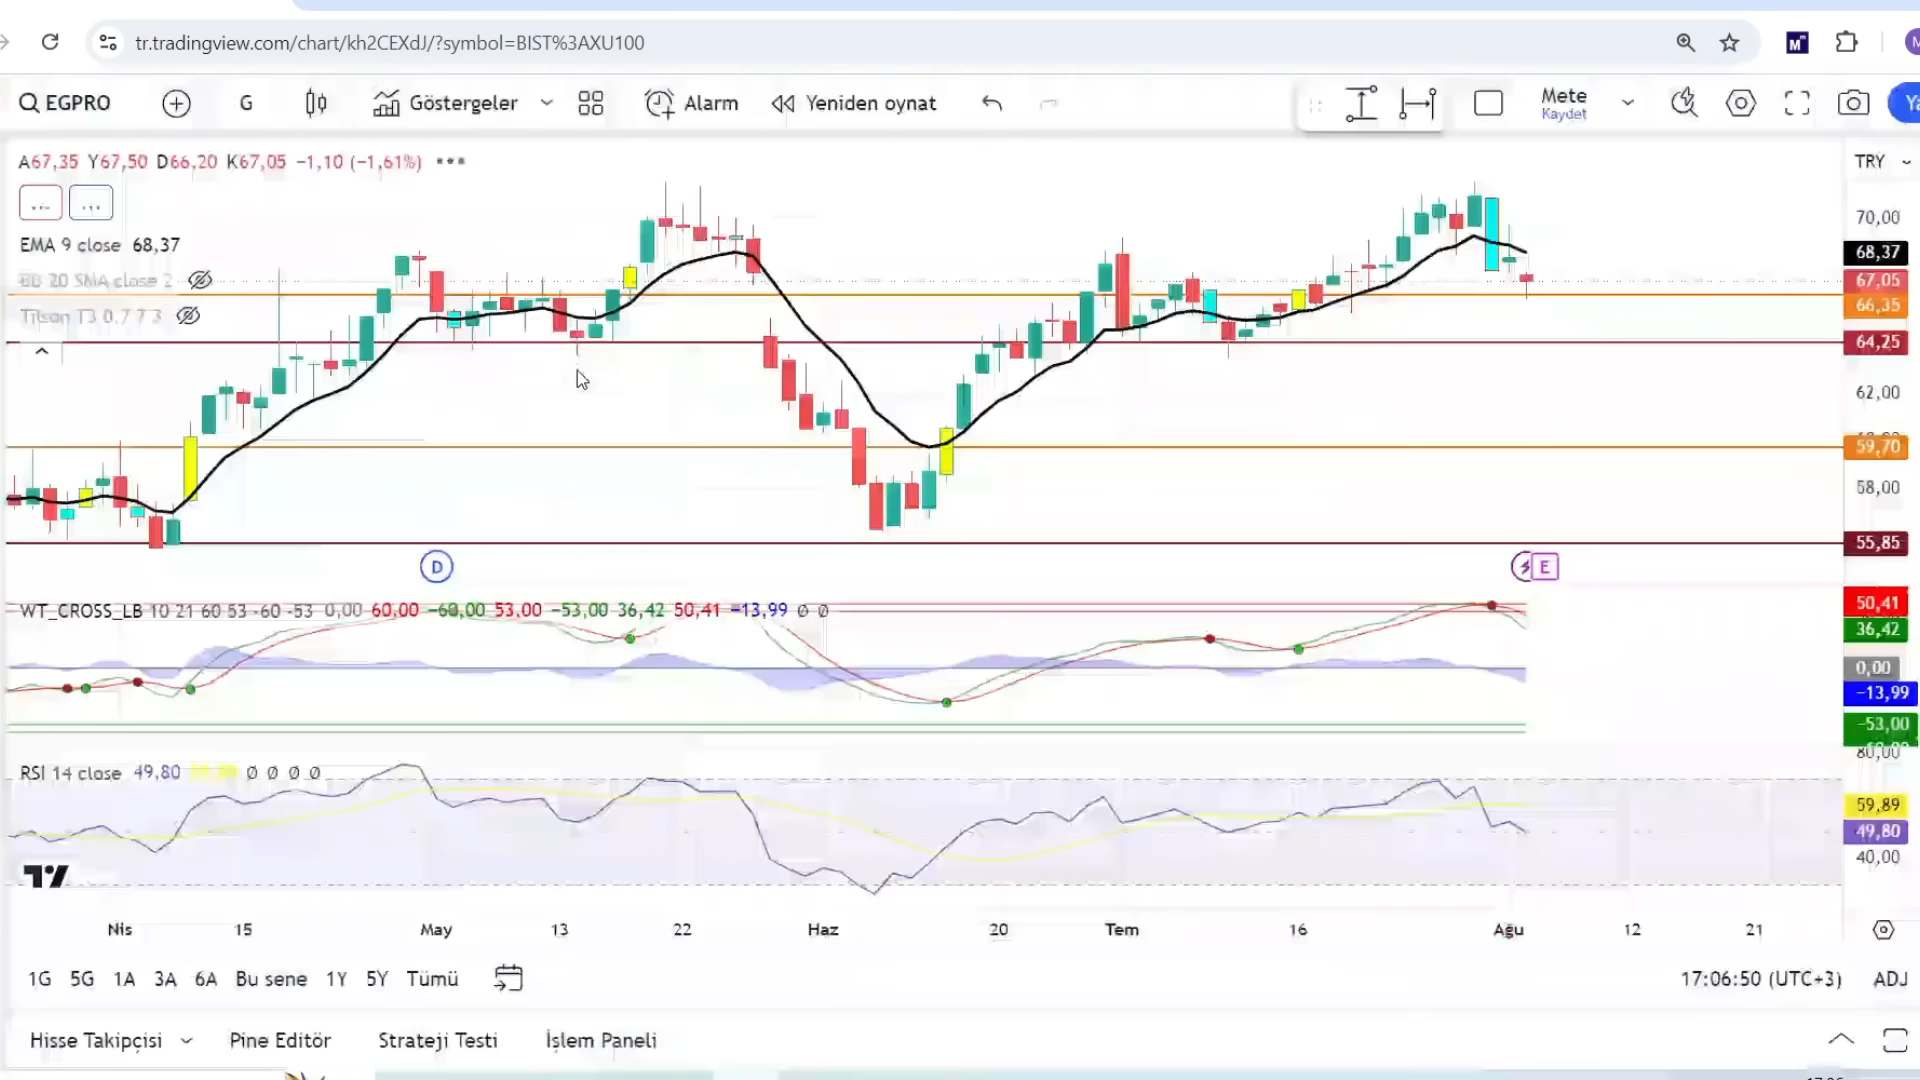 tr.tradingview.com/chart/kh2CEXdJ/?symbol=BIST%3AXU100
M
EGPRO
G
Göstergeler
Alarm
Yeniden oynat
Mete
Kaydet
A67,35 Y67,50 D66,20 K67,05 −1,10 (−1,61%)
TRY
70,00
EMA 9 close 68,37
68,37
BB 20 SMA close 2
67,05
66,35
Tilson T3 0.7 7 3
64,25
62,00
59,70
58,00
55,85
D
E
WT_CROSS_LB 10 21 60 53 -60 -53 0,00 60,00 −60,00 53,00 −53,00 36,42 50,41 −13,99 Ø Ø
50,41
36,42
0,00
−13,99
−53,00
80,00
RSI 14 close 49,80 59,89 Ø Ø Ø Ø
59,89
49,80
40,00
Nis 15 May 13 22 Haz 20 Tem 16 Ağu 12 21
1G 5G 1A 3A 6A Bu sene 1Y 5Y Tümü
17:06:50 (UTC+3) ADJ
Hisse Takipçisi Pine Editör Strateji Testi İşlem Paneli